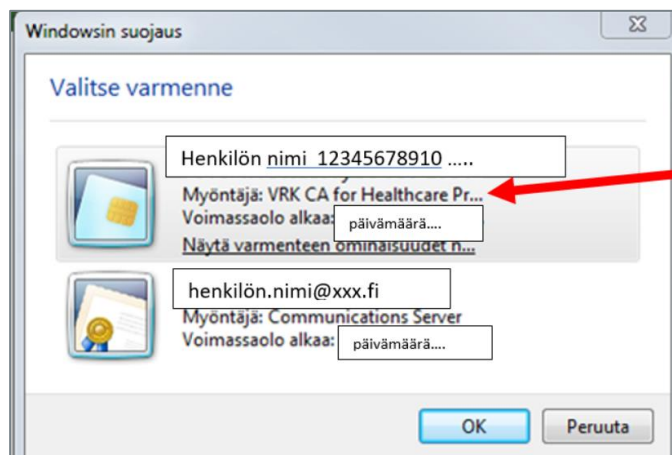 Windowsin suojaus
Valitse varmenne
Henkilön nimi 12345678910 .....
Myöntäjä: VRK CA for Healthcare Pr...
Voimassaolo alkaa: päivämäärä....
Näytä varmenteen ominaisuudet n...
henkilön.nimi@xxx.fi
Myöntäjä: Communications Server
Voimassaolo alkaa: päivämäärä....
OK Peruuta